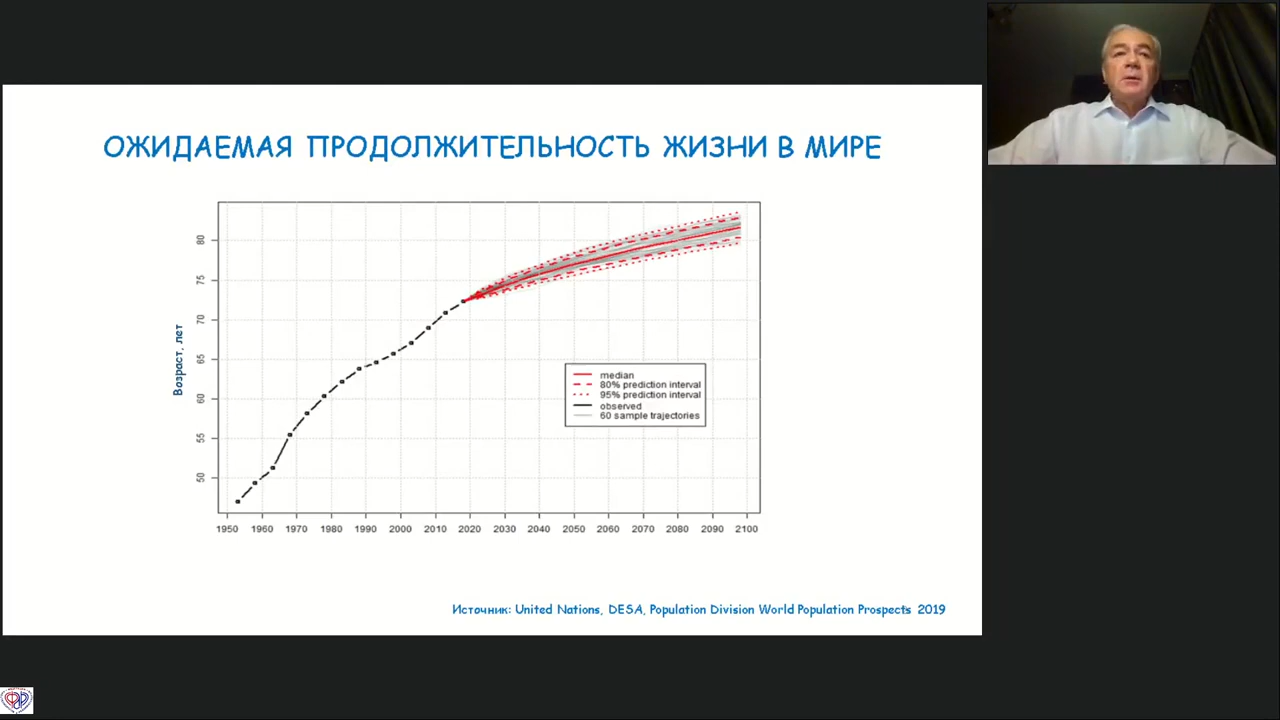 ОЖИДАЕМАЯ ПРОДОЛЖИТЕЛЬНОСТЬ ЖИЗНИ В МИРЕ
Возраст, лет
80
75
70
65
60
55
50
median
80% prediction interval
95% prediction interval
observed
60 sample trajectories
1950 1960 1970 1980 1990 2000 2010 2020 2030 2040 2050 2060 2070 2080 2090 2100
Источник: United Nations, DESA, Population Division World Population Prospects 2019